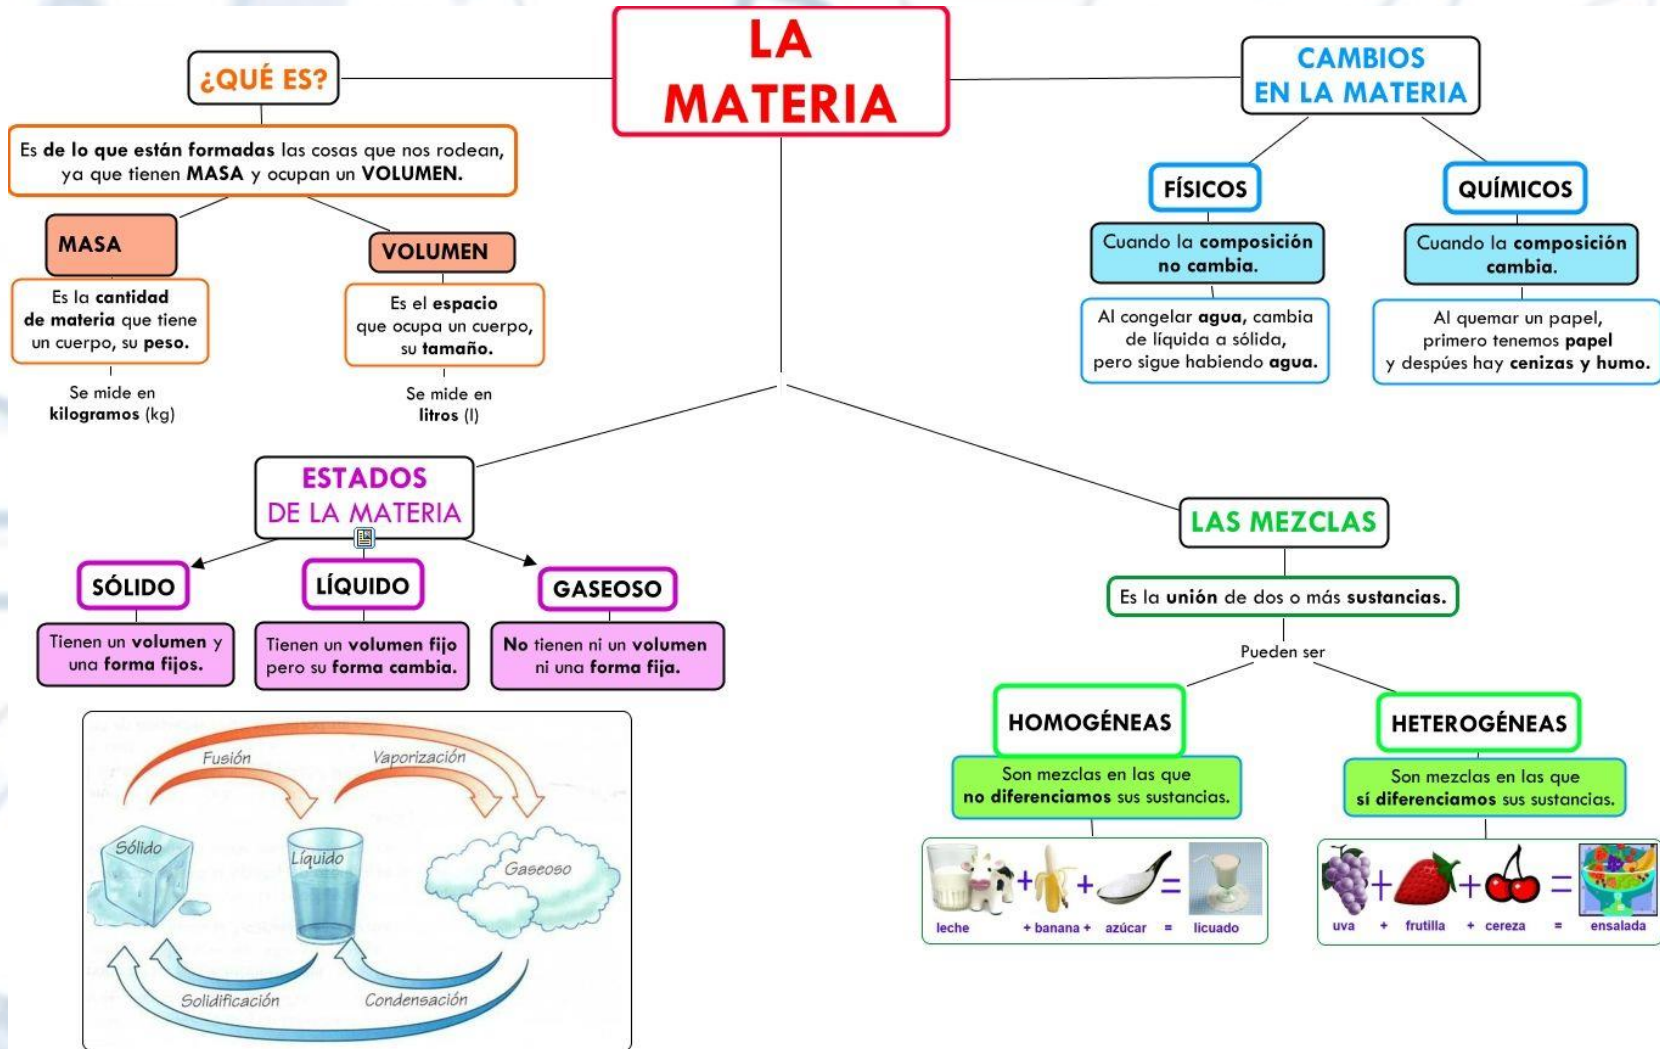 LA
MATERIA
¿QUÉ ES?
Es de lo que están formadas las cosas que nos rodean,
ya que tienen MASA y ocupan un VOLUMEN.
MASA
Es la cantidad
de materia que tiene
un cuerpo, su peso.
Se mide en
kilogramos (kg)
VOLUMEN
Es el espacio
que ocupa un cuerpo,
su tamaño.
Se mide en
litros (l)
CAMBIOS
EN LA MATERIA
FÍSICOS
Cuando la composición
no cambia.
Al congelar agua, cambia
de líquida a sólida,
pero sigue habiendo agua.
QUÍMICOS
Cuando la composición
cambia.
Al quemar un papel,
primero tenemos papel
y despúes hay cenizas y humo.
ESTADOS
DE LA MATERIA
SÓLIDO
Tienen un volumen y
una forma fijos.
LÍQUIDO
Tienen un volumen fijo
pero su forma cambia.
GASEOSO
No tienen ni un volumen
ni una forma fija.
Fusión
Vaporización
Sólido
Líquido
Gaseoso
Solidificación
Condensación
LAS MEZCLAS
Es la unión de dos o más sustancias.
Pueden ser
HOMOGÉNEAS
Son mezclas en las que
no diferenciamos sus sustancias.
+ + =
leche + banana + azúcar = licuado
HETEROGÉNEAS
Son mezclas en las que
sí diferenciamos sus sustancias.
+ + =
uva + frutilla + cereza = ensalada